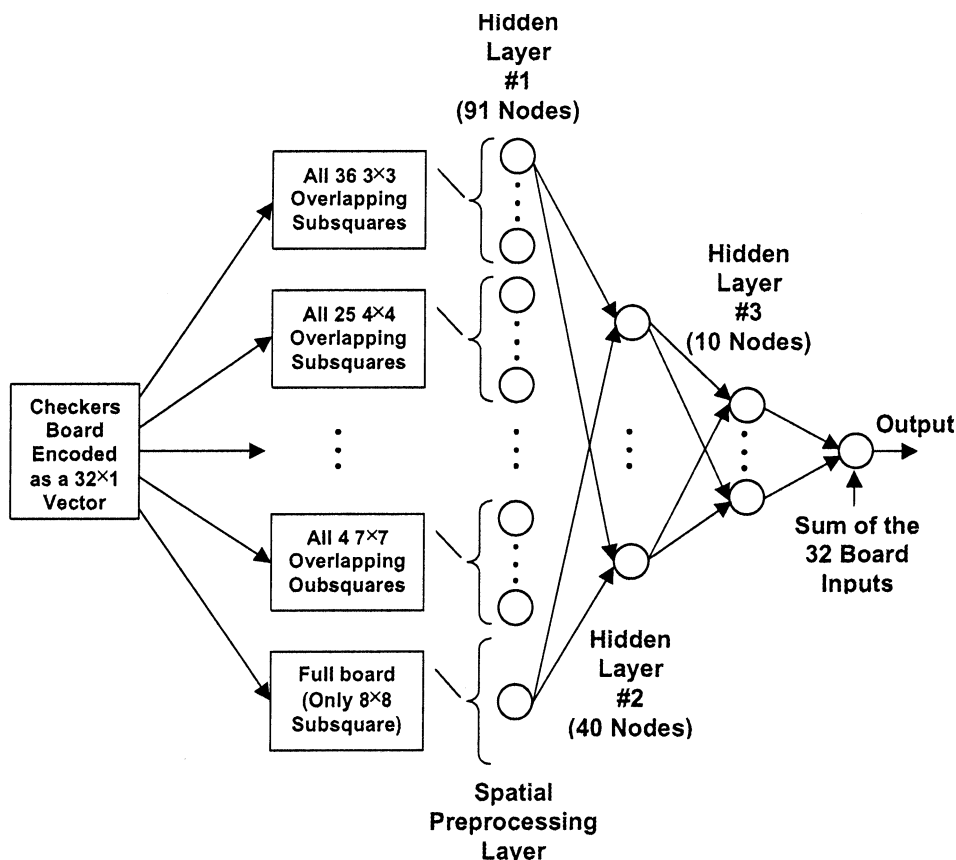 Hidden
Layer
#1
(91 Nodes)
All 36 3×3
Overlapping
Subsquares
Hidden
Layer
#3
(10 Nodes)
All 25 4×4
Overlapping
Subsquares
Checkers
Board
Encoded
as a 32×1
Vector
Output
All 4 7×7
Overlapping
Oubsquares
Sum of the
32 Board
Inputs
Full board
(Only 8×8
Subsquare)
Hidden
Layer
#2
(40 Nodes)
Spatial
Preprocessing
Layer